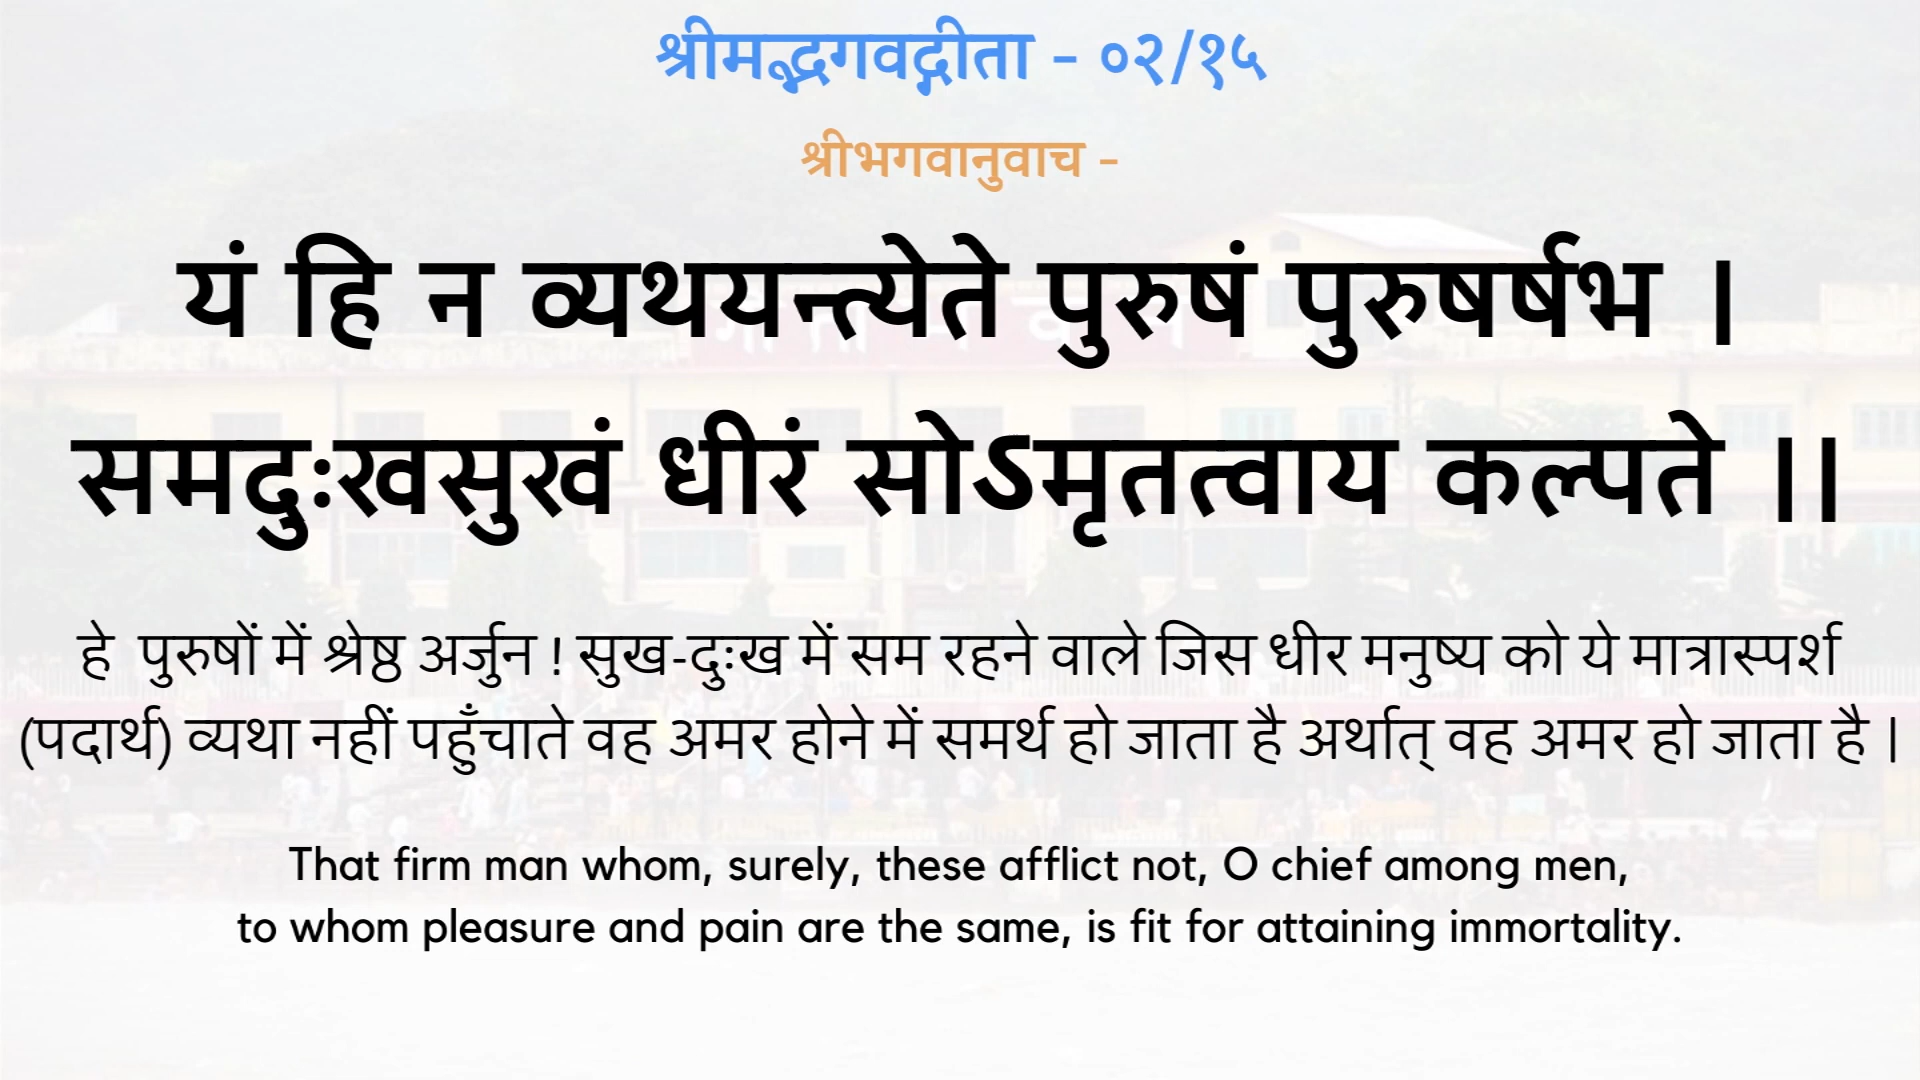 श्रीमद्भगवद्गीता - ०२/१५
श्रीभगवानुवाच -
यं हि न व्यथयन्त्येते पुरुषं पुरुषर्षभ ।
समदुःखसुखं धीरं सोऽमृतत्वाय कल्पते ।।
हे पुरुषों में श्रेष्ठ अर्जुन ! सुख-दुःख में सम रहने वाले जिस धीर मनुष्य को ये मात्रास्पर्श
(पदार्थ) व्यथा नहीं पहुँचाते वह अमर होने में समर्थ हो जाता है अर्थात् वह अमर हो जाता है ।
That firm man whom, surely, these afflict not, O chief among men,
to whom pleasure and pain are the same, is fit for attaining immortality.